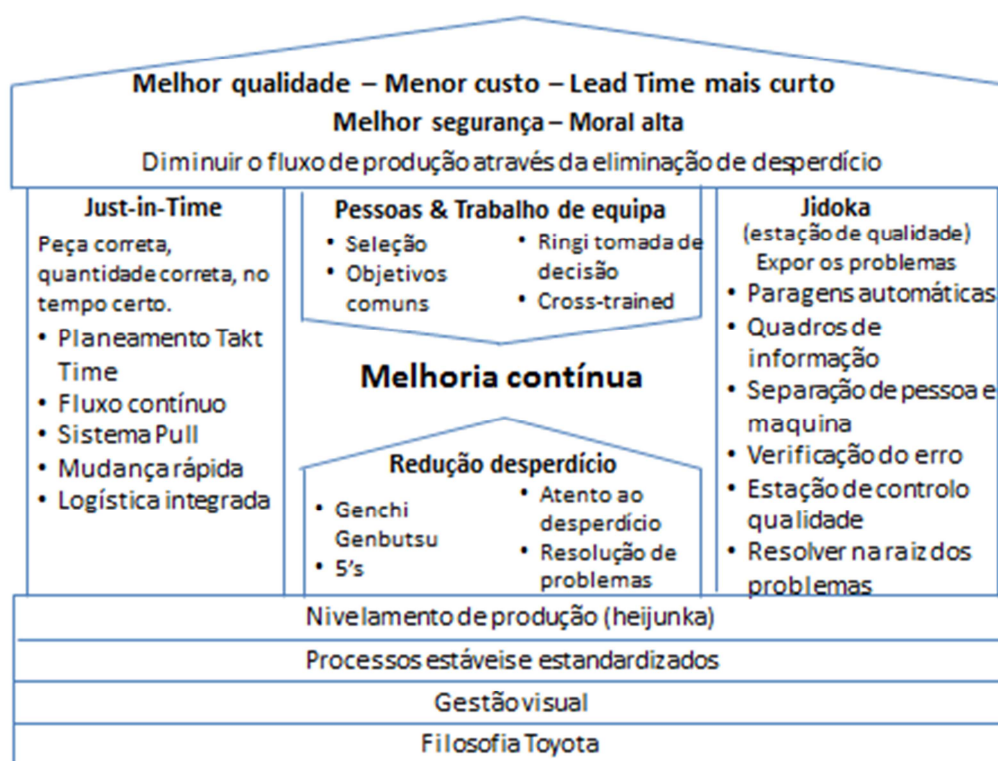 Melhor qualidade – Menor custo – Lead Time mais curto
Melhor segurança – Moral alta
Diminuir o fluxo de produção através da eliminação de desperdício
Just-in-Time
Peça correta,
quantidade correta, no
tempo certo.
• Planeamento Takt
Time
• Fluxo contínuo
• Sistema Pull
• Mudança rápida
• Logística integrada
Pessoas & Trabalho de equipa
• Seleção
• Objetivos
comuns
• Ringi tomada de
decisão
• Cross-trained
Melhoria contínua
Redução desperdício
• Genchi
Genbutsu
• 5’s
• Atento ao
desperdício
• Resolução de
problemas
Jidoka
(estação de qualidade)
Expor os problemas
• Paragens automáticas
• Quadros de
informação
• Separação de pessoa e
maquina
• Verificação do erro
• Estação de controlo
qualidade
• Resolver na raiz dos
problemas
Nivelamento de produção (heijunka)
Processos estáveis e estandardizados
Gestão visual
Filosofia Toyota